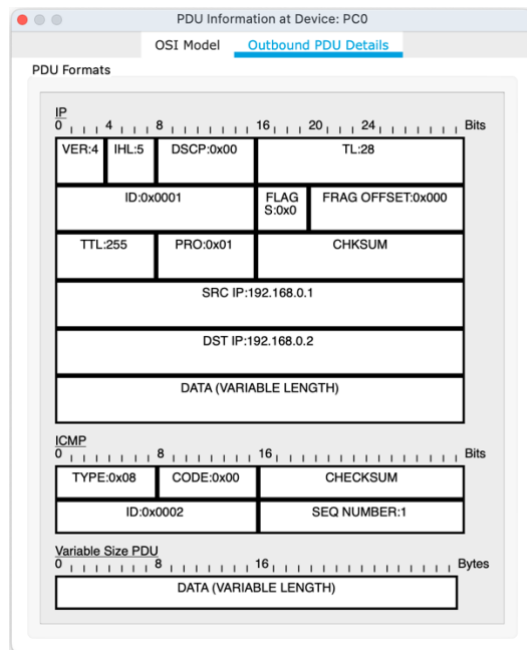 PDU Information at Device: PC0
OSI Model Outbound PDU Details
PDU Formats
IP
0 4 8 16 20 24 Bits
VER:4 IHL:5 DSCP:0x00 TL:28
ID:0x0001 FLAG
S:0x0 FRAG OFFSET:0x000
TTL:255 PRO:0x01 CHKSUM
SRC IP:192.168.0.1
DST IP:192.168.0.2
DATA (VARIABLE LENGTH)
ICMP
0 8 16 Bits
TYPE:0x08 CODE:0x00 CHECKSUM
ID:0x0002 SEQ NUMBER:1
Variable Size PDU
0 8 16 Bytes
DATA (VARIABLE LENGTH)